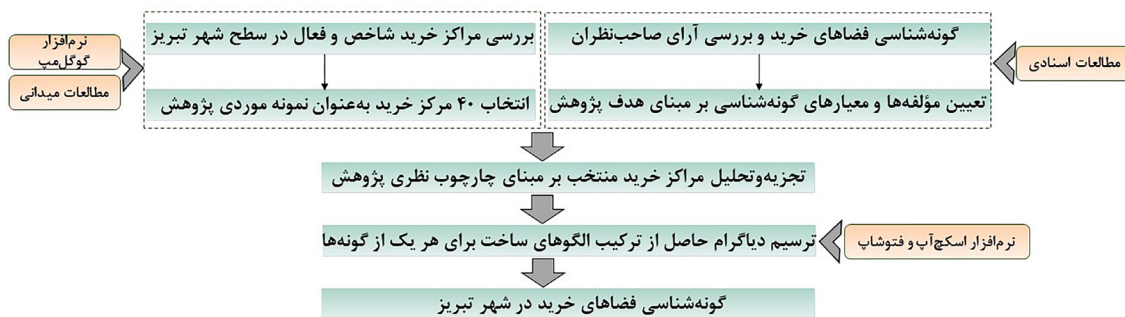 گونه‌شناسی فضاهای خرید و بررسی آرای صاحب‌نظران
تعیین مؤلفه‌ها و معیارهای گونه‌شناسی بر مبنای هدف پژوهش
مطالعات اسنادی
بررسی مراکز خرید شاخص و فعال در سطح شهر تبریز
انتخاب ۴۰ مرکز خرید به‌عنوان نمونه موردی پژوهش
نرم‌افزار
گوگل‌مپ
مطالعات میدانی
تجزیه‌وتحلیل مراکز خرید منتخب بر مبنای چارچوب نظری پژوهش
ترسیم دیاگرام حاصل از ترکیب الگوهای ساخت برای هر یک از گونه‌ها
نرم‌افزار اسکچ‌آپ و فتوشاپ
گونه‌شناسی فضاهای خرید در شهر تبریز